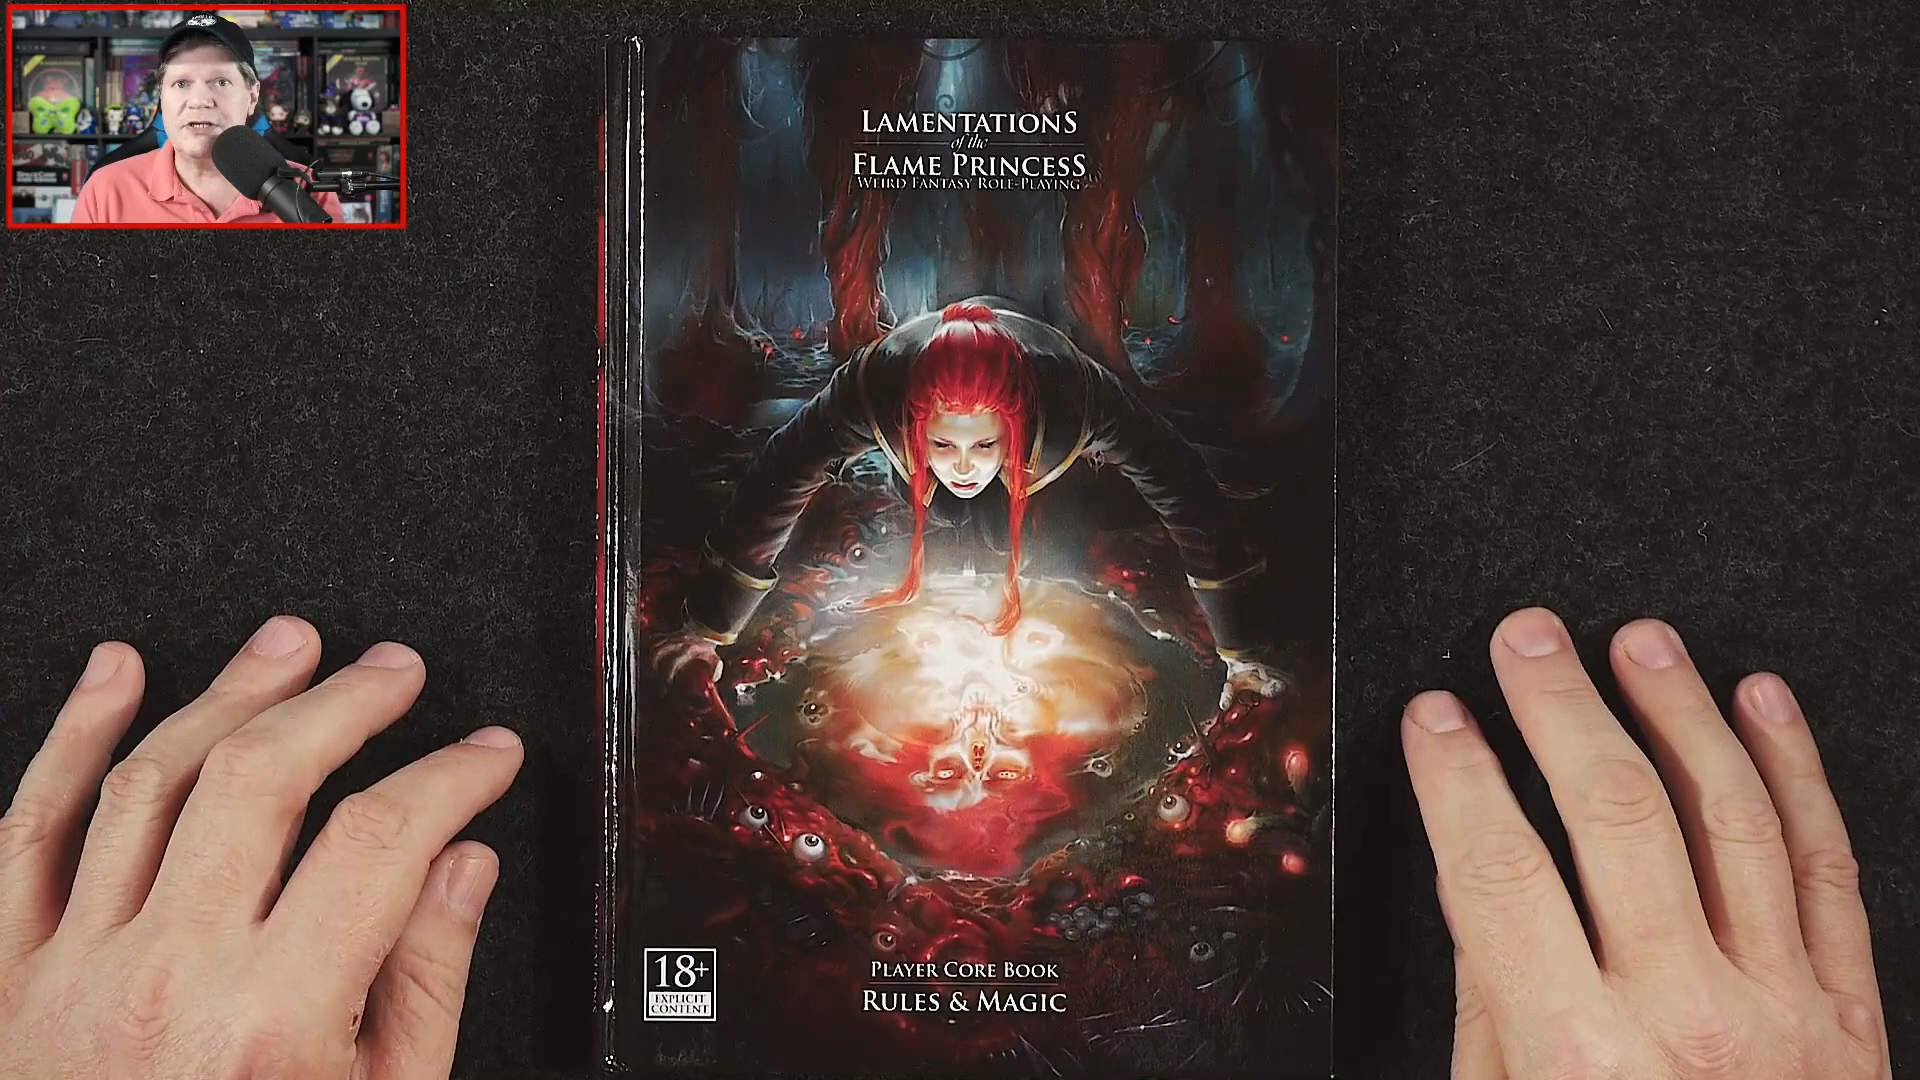 LAMENTATIONS
of the
FLAME PRINCESS
WEIRD FANTASY ROLE-PLAYING
18+
EXPLICIT
CONTENT
PLAYER CORE BOOK
RULES & MAGIC